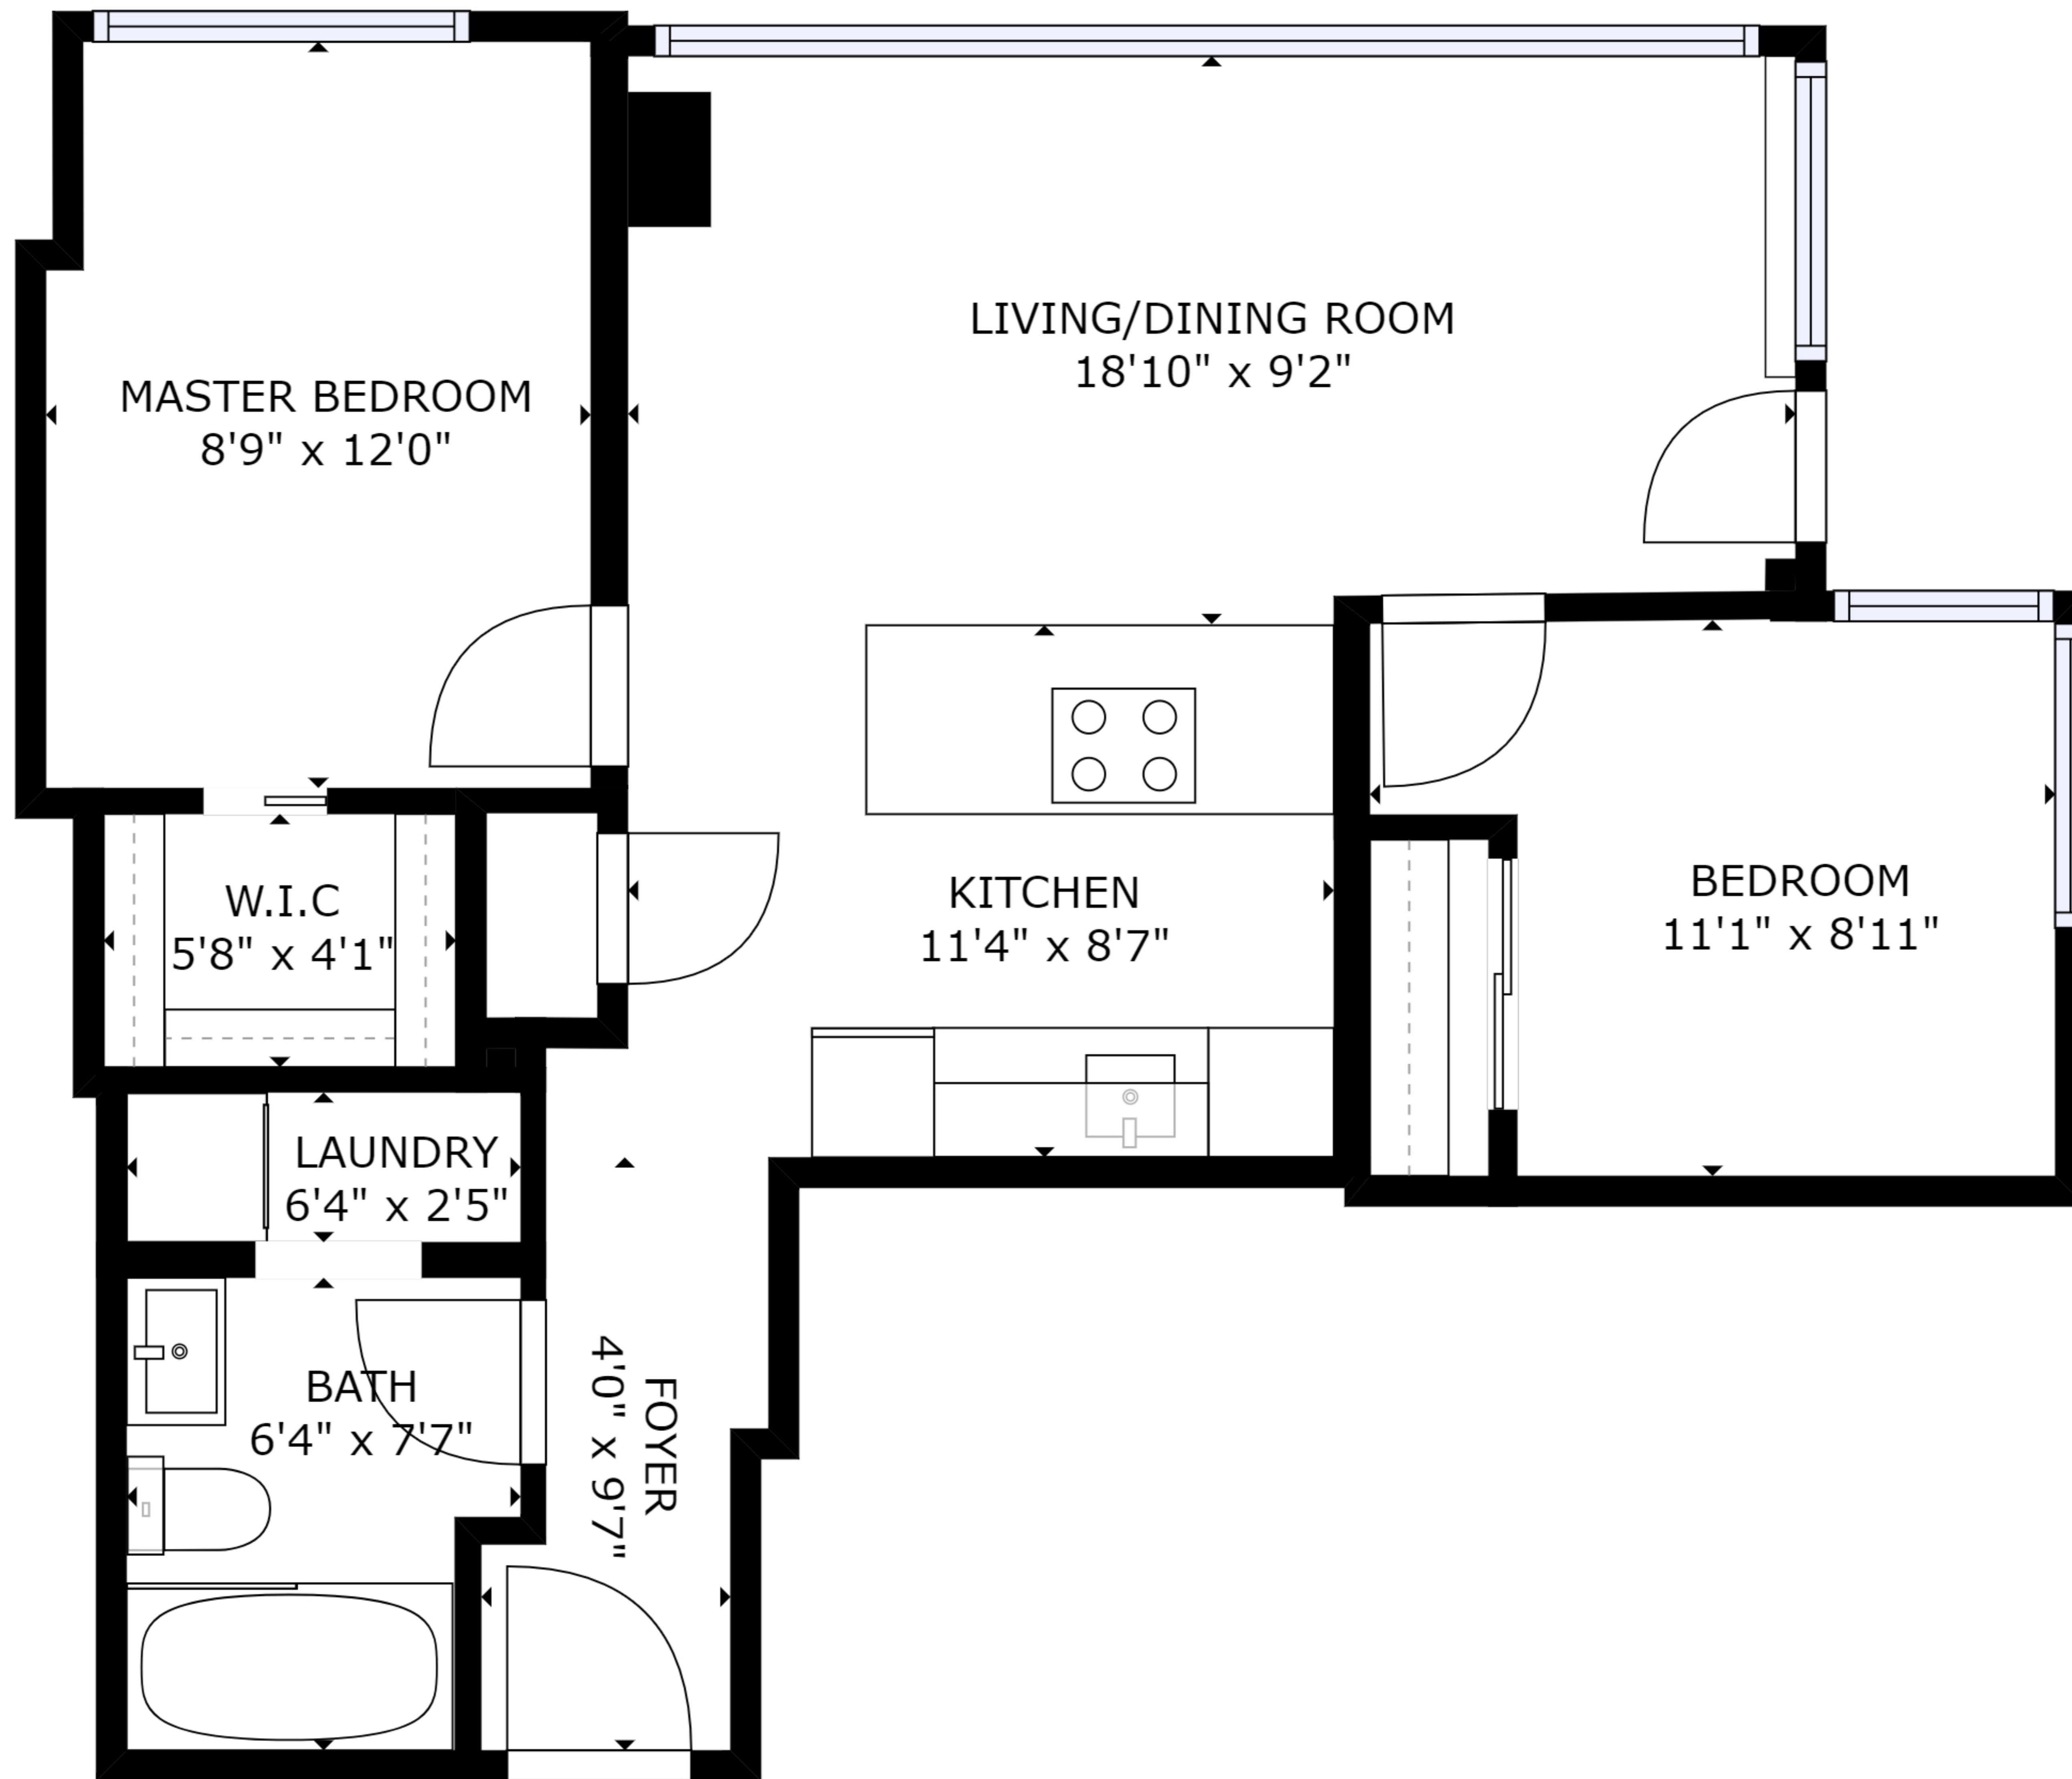 LIVING/DINING ROOM
18'10" x 9'2"
MASTER BEDROOM
8'9" x 12'0"
W.I.C
5'8" x 4'1"
KITCHEN
11'4" x 8'7"
BEDROOM
11'1" x 8'11"
LAUNDRY
6'4" x 2'5"
BATH
6'4" x 7'7"
FOYER
4'0" x 9'7"